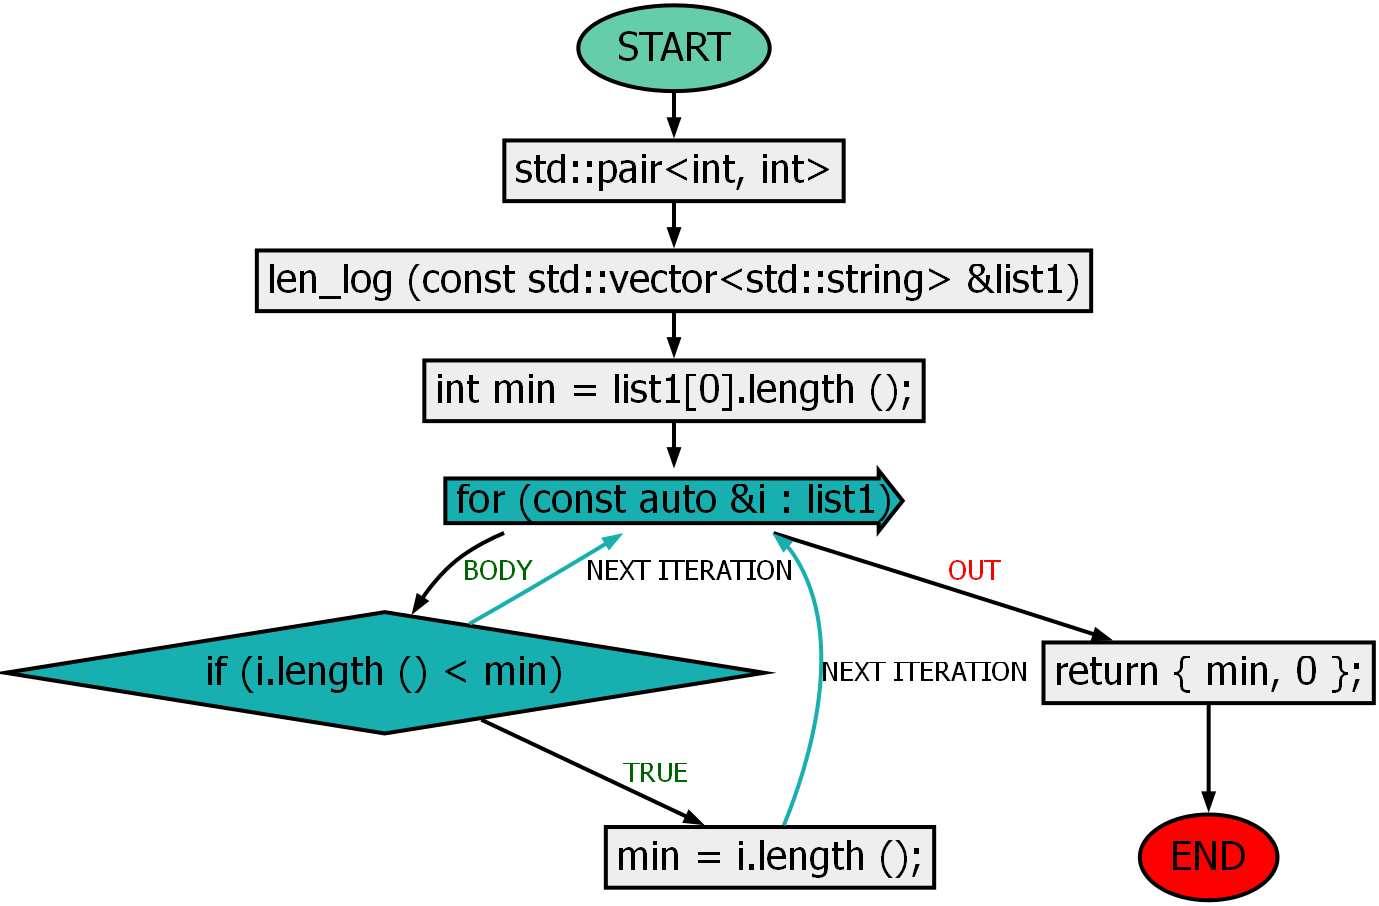 START
std::pair<int, int>
len_log (const std::vector<std::string> &list1)
int min = list1[0].length ();
for (const auto &i : list1)
BODY
NEXT ITERATION
OUT
if (i.length () < min)
NEXT ITERATION
return { min, 0 };
TRUE
min = i.length ();
END